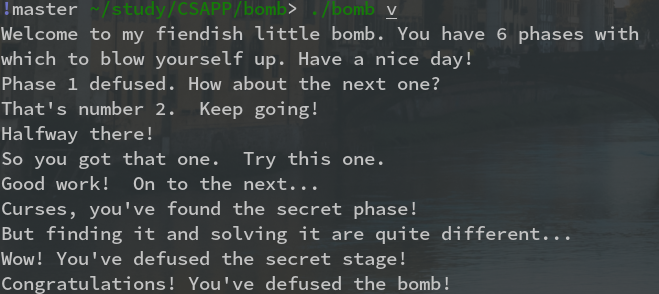 !master ~/study/CSAPP/bomb> ./bomb v
Welcome to my fiendish little bomb. You have 6 phases with
which to blow yourself up. Have a nice day!
Phase 1 defused. How about the next one?
That's number 2.  Keep going!
Halfway there!
So you got that one.  Try this one.
Good work!  On to the next...
Curses, you've found the secret phase!
But finding it and solving it are quite different...
Wow! You've defused the secret stage!
Congratulations! You've defused the bomb!